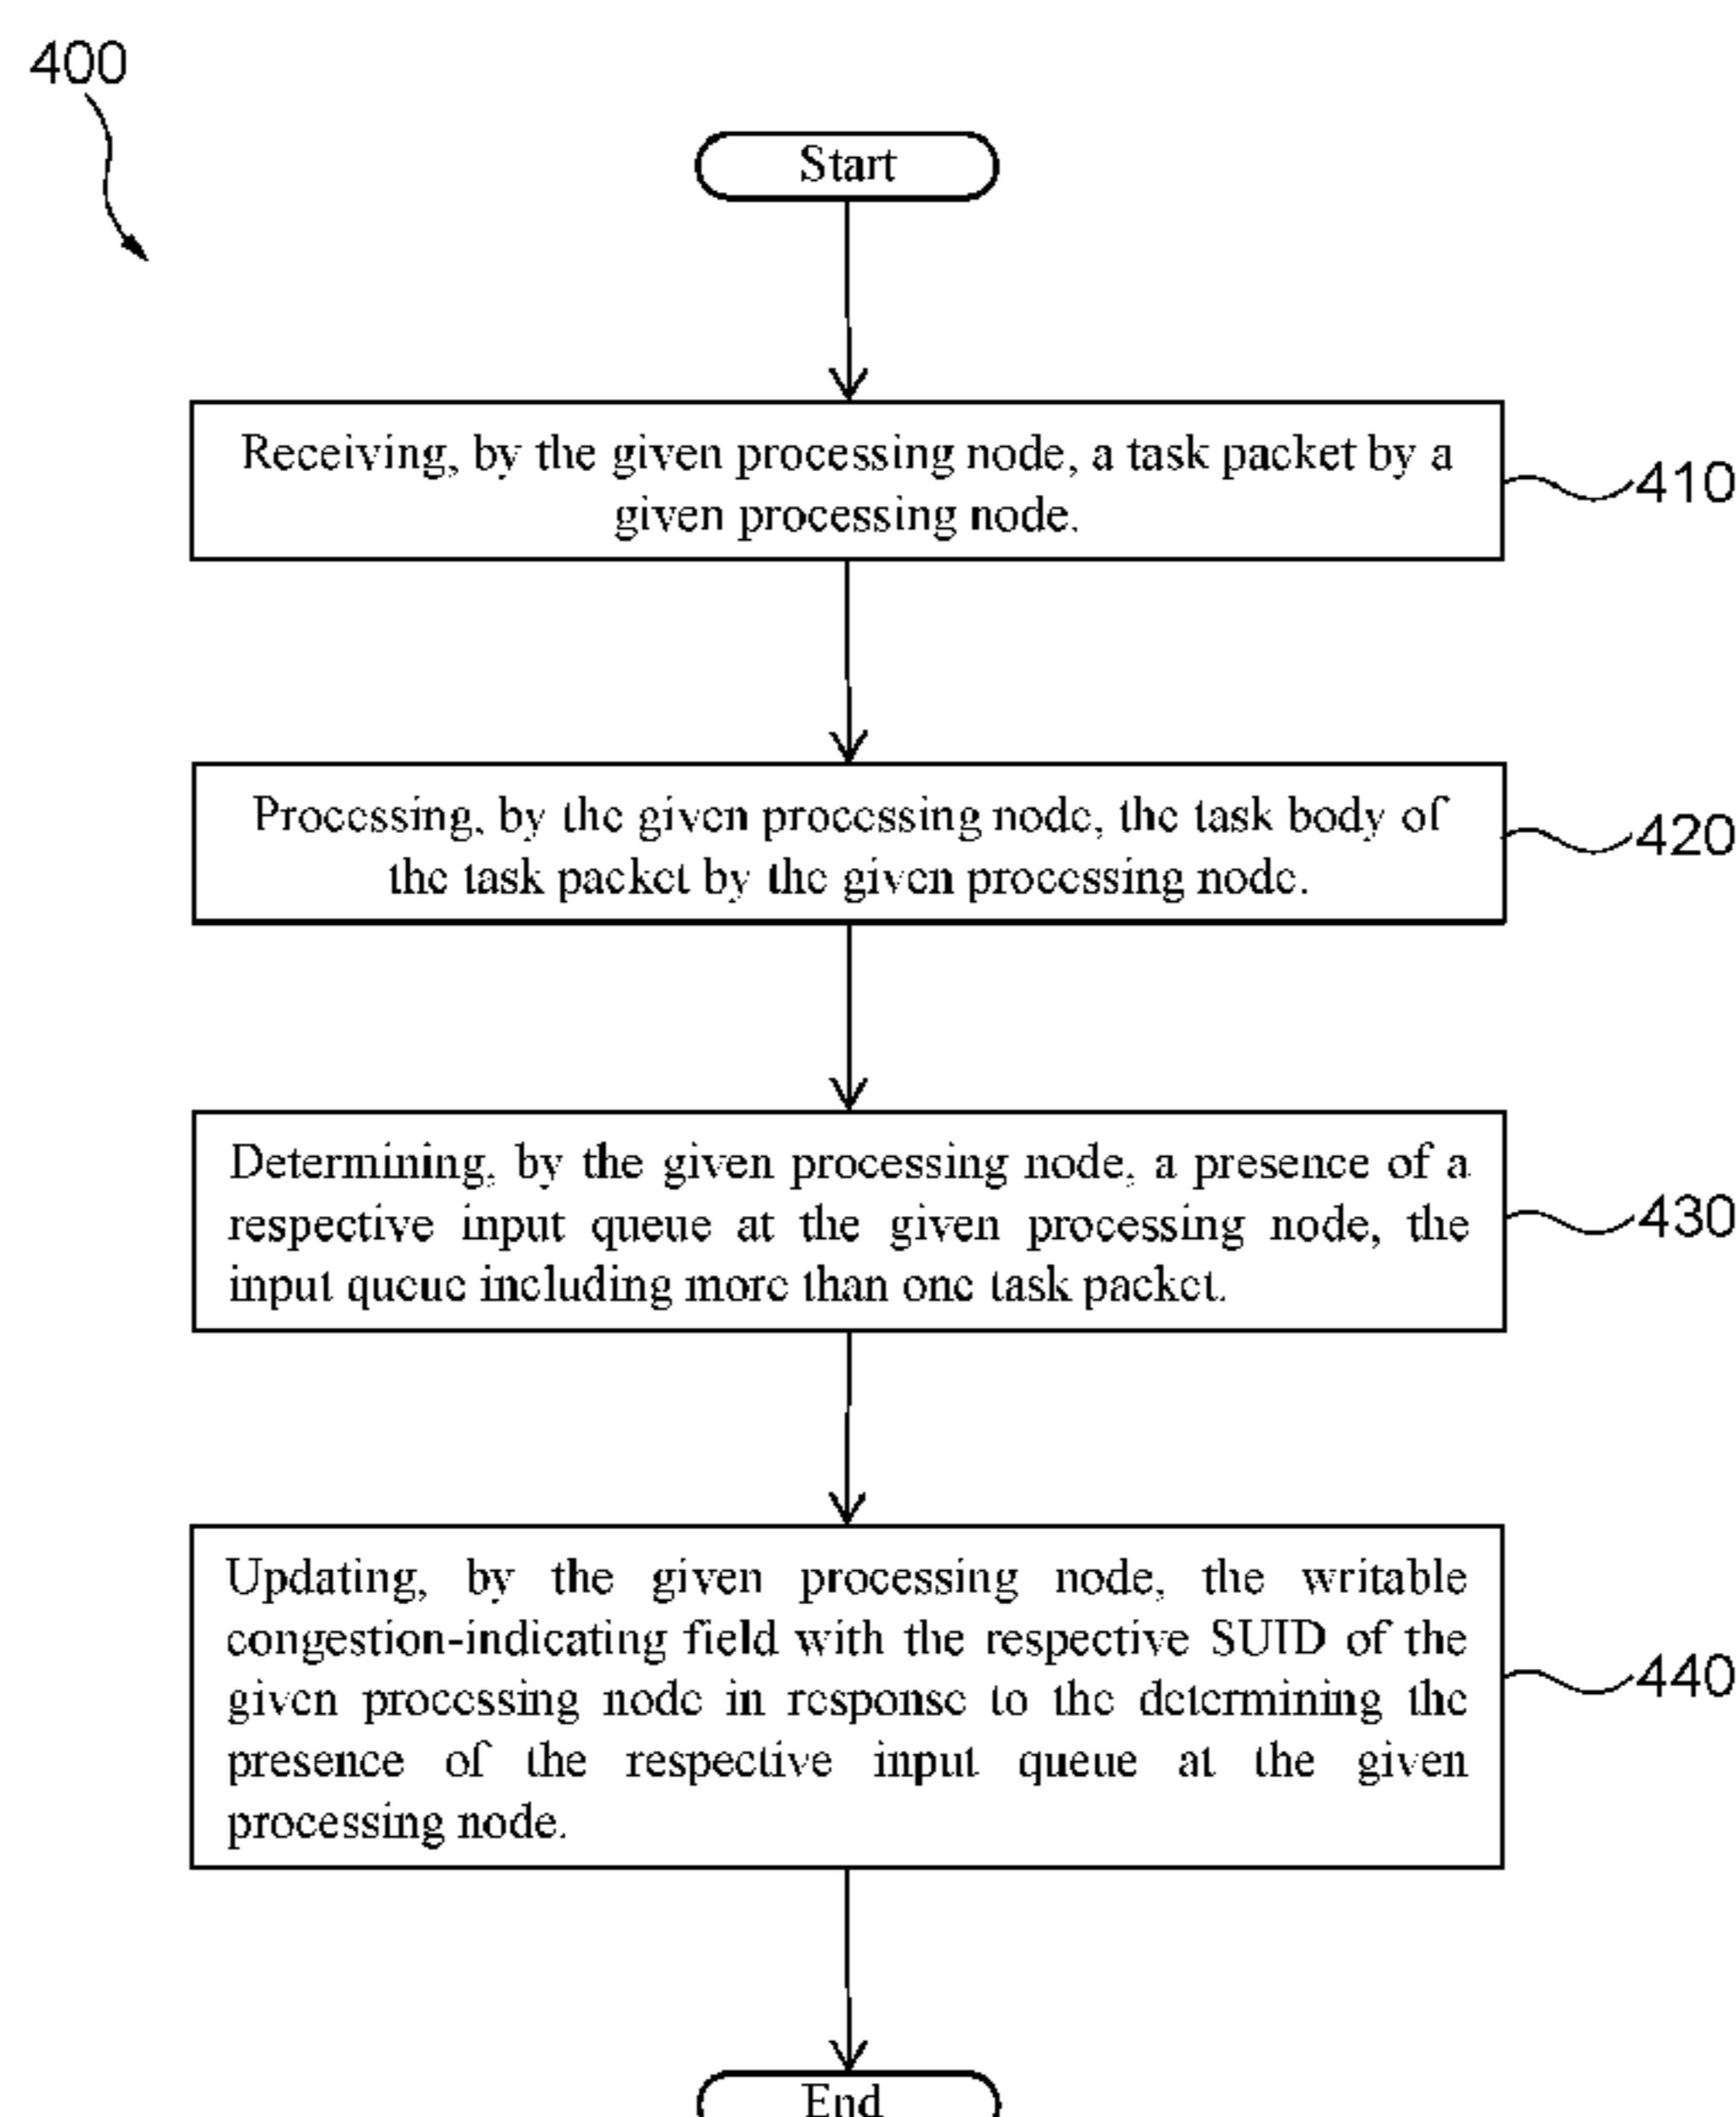 400
Start
Receiving, by the given processing node, a task packet by a
given processing node.
410
Processing, by the given processing node, the task body of
the task packet by the given processing node.
420
Determining, by the given processing node, a presence of a
respective input queue at the given processing node, the
input queue including more than one task packet.
430
Updating, by the given processing node, the writable
congestion-indicating field with the respective SUID of the
given processing node in response to the determining the
presence of the respective input queue at the given
processing node.
440
End